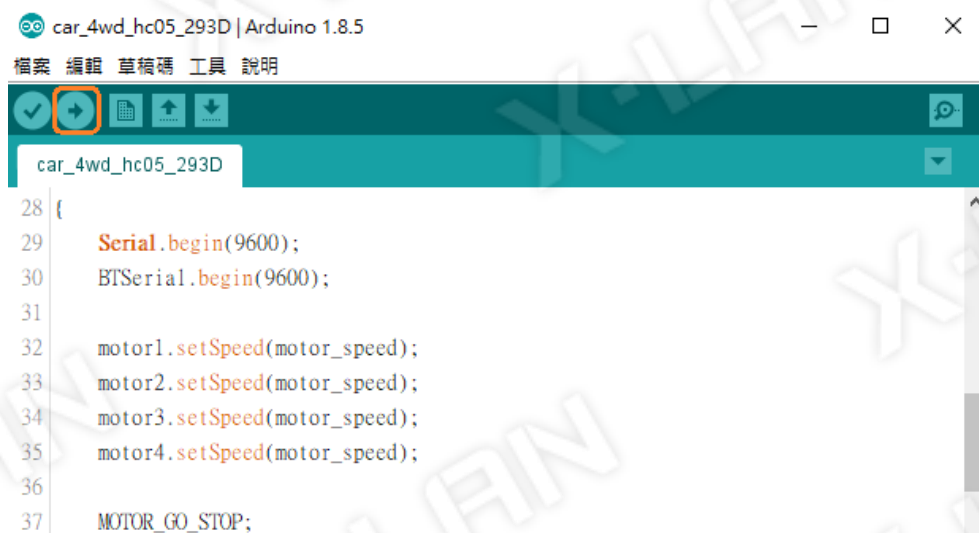 car_4wd_hc05_293D | Arduino 1.8.5
檔案 編輯 草稿碼 工具 說明
car_4wd_hc05_293D
28 {
29 Serial.begin(9600);
30 BTSerial.begin(9600);
31
32 motor1.setSpeed(motor_speed);
33 motor2.setSpeed(motor_speed);
34 motor3.setSpeed(motor_speed);
35 motor4.setSpeed(motor_speed);
36
37 MOTOR_GO_STOP;
X-LAN